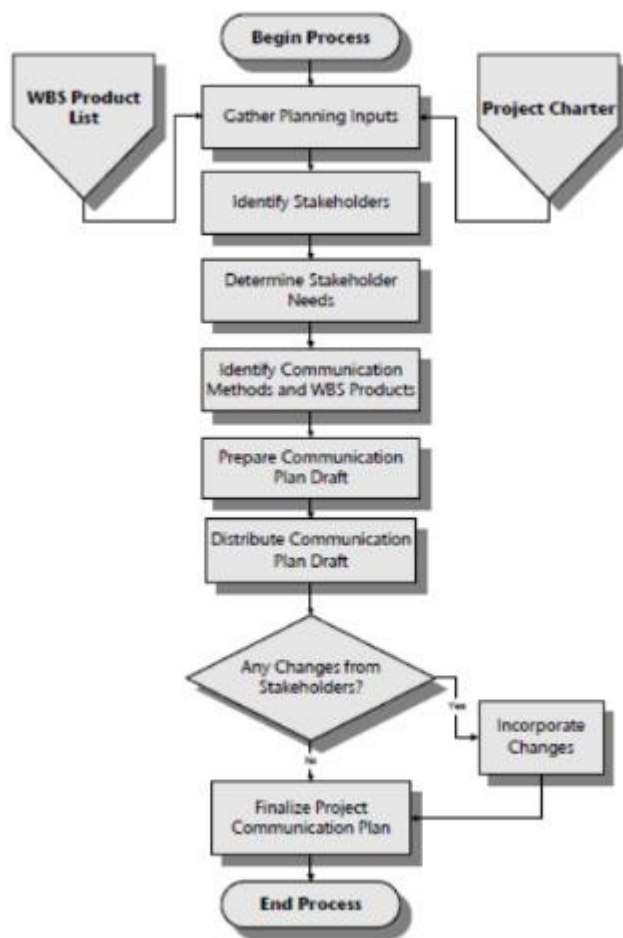 Begin Process
WBS Product
List
Project Charter
Gather Planning Inputs
Identify Stakeholders
Determine Stakeholder
Needs
Identify Communication
Methods and WBS Products
Prepare Communication
Plan Draft
Distribute Communication
Plan Draft
Any Changes from
Stakeholders?
Yes
Incorporate
Changes
No
Finalize Project
Communication Plan
End Process